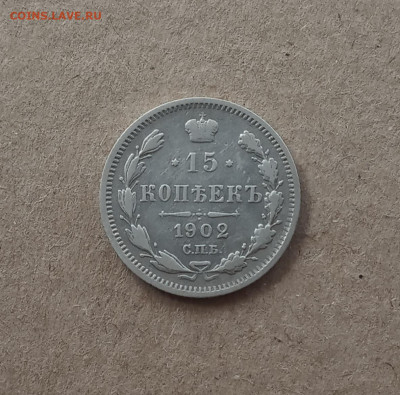 COINS.LAVE.RU
* 15 *
КОПѢЕКЪ
1902
С.П.Б.